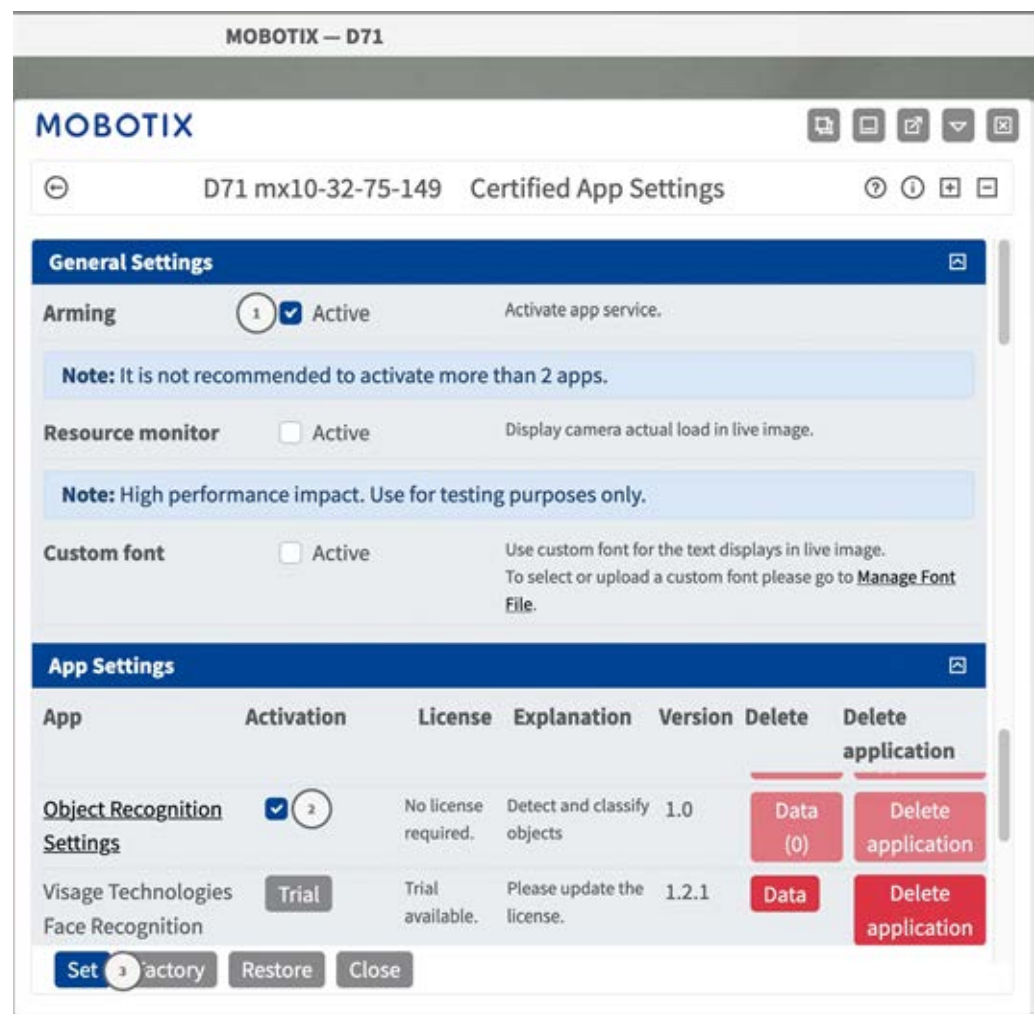 MOBOTIX — D71
MOBOTIX
D71 mx10-32-75-149 Certified App Settings
General Settings
Arming 1 Active Activate app service.
Note: It is not recommended to activate more than 2 apps.
Resource monitor Active Display camera actual load in live image.
Note: High performance impact. Use for testing purposes only.
Custom font Active Use custom font for the text displays in live image.
To select or upload a custom font please go to Manage Font
File.
App Settings
App Activation License Explanation Version Delete Delete
application
Object Recognition 2 No license Detect and classify 1.0 Data Delete
Settings required. objects (0) application
Visage Technologies Trial Trial Please update the 1.2.1 Data Delete
Face Recognition available. license. application
Set 3 actory Restore Close